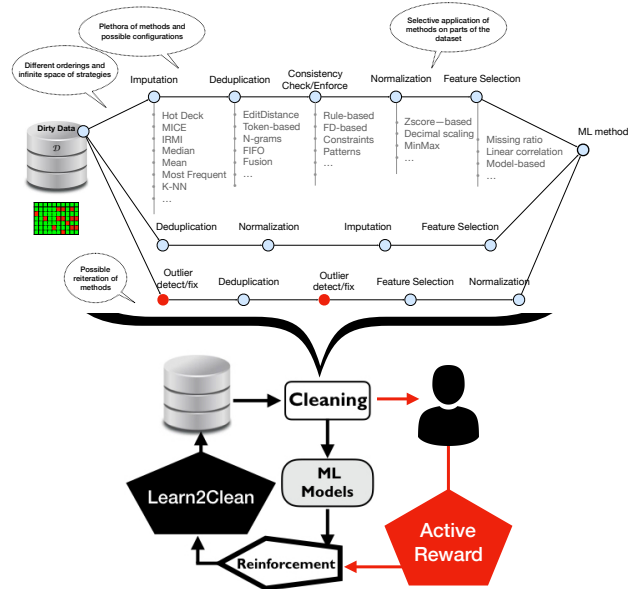 Plethora of methods and
possible configurations
Selective application of
methods on parts of the
dataset
Different orderings and
infinite space of strategies
Imputation
Deduplication
Consistency
Check/Enforce
Normalization
Feature Selection
Dirty Data
D
Hot Deck
MICE
IRMI
Median
Mean
Most Frequent
K-NN
...
EditDistance
Token-based
N-grams
FIFO
Fusion
...
Rule-based
FD-based
Constraints
Patterns
...
Zscore—based
Decimal scaling
MinMax
...
Missing ratio
Linear correlation
Model-based
...
ML method
Deduplication
Normalization
Imputation
Feature Selection
Possible
reiteration of
methods
Outlier
detect/fix
Deduplication
Outlier
detect/fix
Feature Selection
Normalization
Cleaning
ML
Models
Learn2Clean
Reinforcement
Active
Reward